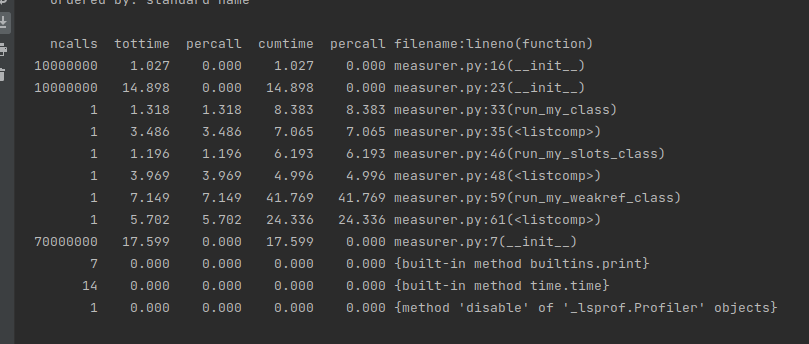 ordered by: standard name
ncalls tottime percall cumtime percall filename:lineno(function)
10000000 1.027 0.000 1.027 0.000 measurer.py:16(__init__)
10000000 14.898 0.000 14.898 0.000 measurer.py:23(__init__)
1 1.318 1.318 8.383 8.383 measurer.py:33(run_my_class)
1 3.486 3.486 7.065 7.065 measurer.py:35(<listcomp>)
1 1.196 1.196 6.193 6.193 measurer.py:46(run_my_slots_class)
1 3.969 3.969 4.996 4.996 measurer.py:48(<listcomp>)
1 7.149 7.149 41.769 41.769 measurer.py:59(run_my_weakref_class)
1 5.702 5.702 24.336 24.336 measurer.py:61(<listcomp>)
70000000 17.599 0.000 17.599 0.000 measurer.py:7(__init__)
7 0.000 0.000 0.000 0.000 {built-in method builtins.print}
14 0.000 0.000 0.000 0.000 {built-in method time.time}
1 0.000 0.000 0.000 0.000 {method 'disable' of '_lsprof.Profiler' objects}